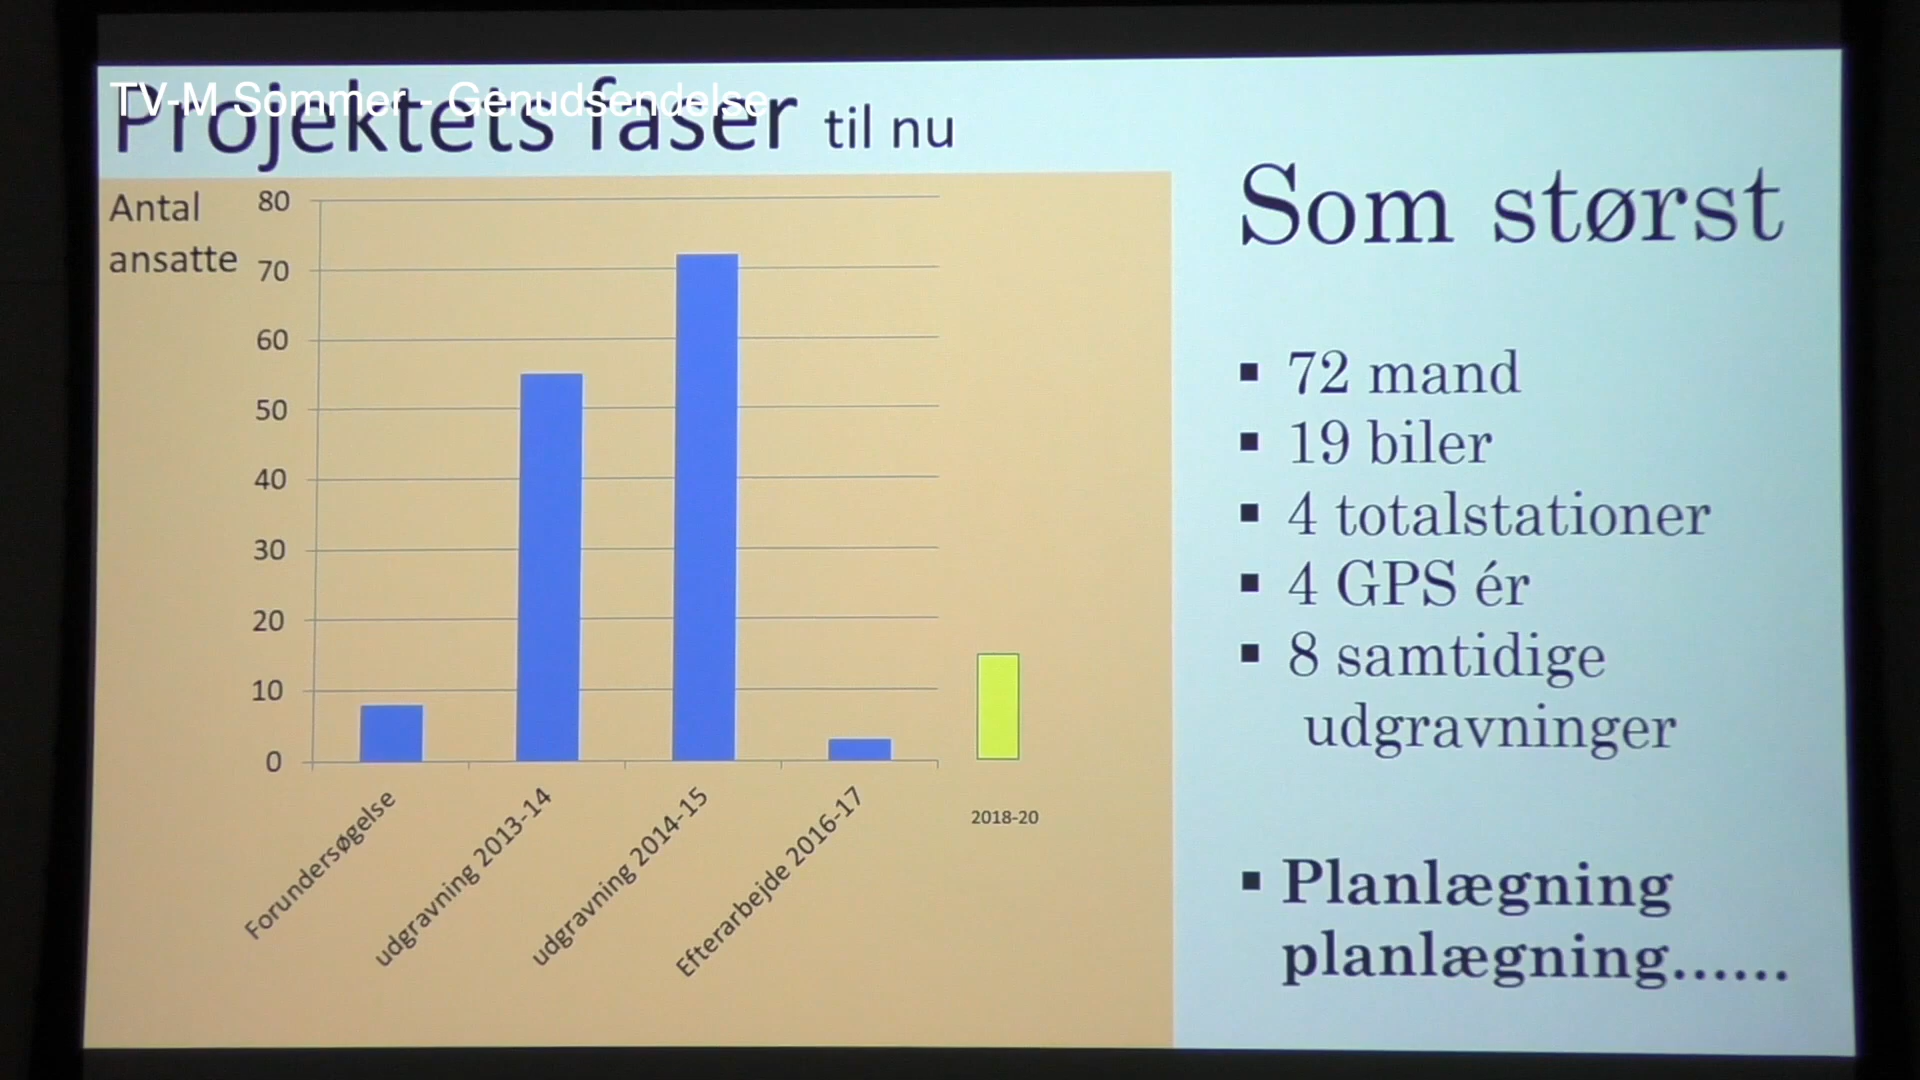 TV-M Sommer - Genudsendelse
Projektets faser til nu
Antal
ansatte
80
70
60
50
40
30
20
10
0
Forundersøgelse
udgravning 2013-14
udgravning 2014-15
Efterarbejde 2016-17
2018-20
Som størst
▪ 72 mand
▪ 19 biler
▪ 4 totalstationer
▪ 4 GPS ér
▪ 8 samtidige
udgravninger
▪ Planlægning
planlægning......